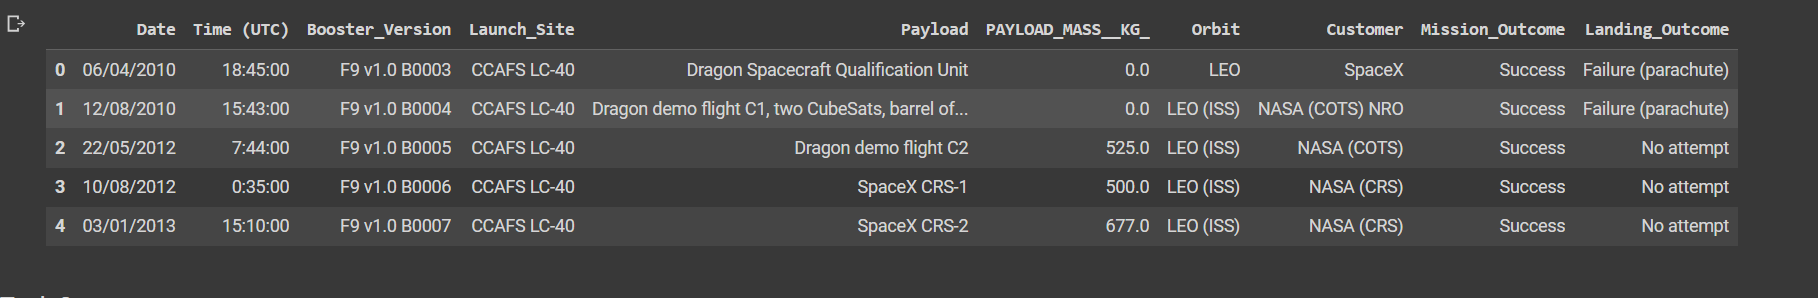 Date Time (UTC) Booster_Version Launch_Site Payload PAYLOAD_MASS__KG_ Orbit Customer Mission_Outcome Landing_Outcome
0 06/04/2010 18:45:00 F9 v1.0 B0003 CCAFS LC-40 Dragon Spacecraft Qualification Unit 0.0 LEO SpaceX Success Failure (parachute)
1 12/08/2010 15:43:00 F9 v1.0 B0004 CCAFS LC-40 Dragon demo flight C1, two CubeSats, barrel of... 0.0 LEO (ISS) NASA (COTS) NRO Success Failure (parachute)
2 22/05/2012 7:44:00 F9 v1.0 B0005 CCAFS LC-40 Dragon demo flight C2 525.0 LEO (ISS) NASA (COTS) Success No attempt
3 10/08/2012 0:35:00 F9 v1.0 B0006 CCAFS LC-40 SpaceX CRS-1 500.0 LEO (ISS) NASA (CRS) Success No attempt
4 03/01/2013 15:10:00 F9 v1.0 B0007 CCAFS LC-40 SpaceX CRS-2 677.0 LEO (ISS) NASA (CRS) Success No attempt